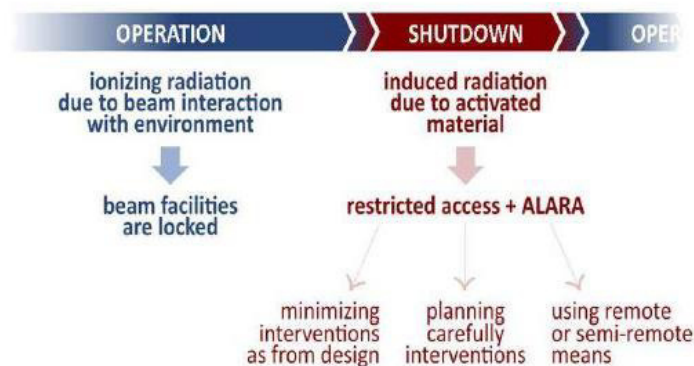 OPERATION
SHUTDOWN
OPER
ionizing radiation
due to beam interaction
with environment
induced radiation
due to activated
material
beam facilities
are locked
restricted access + ALARA
minimizing
interventions
as from design
planning
carefully
interventions
using remote
or semi-remote
means